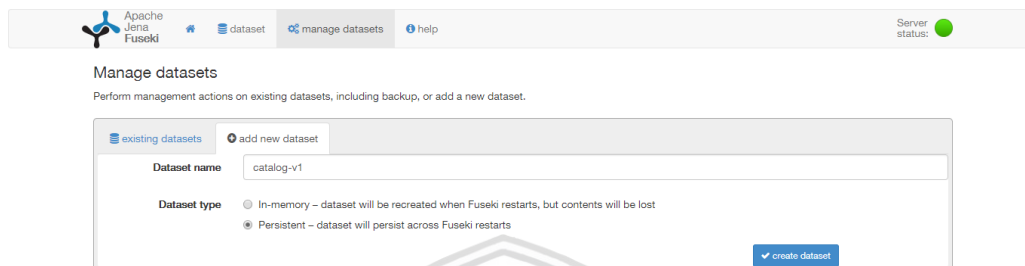 Apache
Jena
Fuseki
dataset
manage datasets
help
Server
status:
Manage datasets
Perform management actions on existing datasets, including backup, or add a new dataset.
existing datasets
add new dataset
Dataset name
catalog-v1
Dataset type
In-memory – dataset will be recreated when Fuseki restarts, but contents will be lost
Persistent – dataset will persist across Fuseki restarts
create dataset